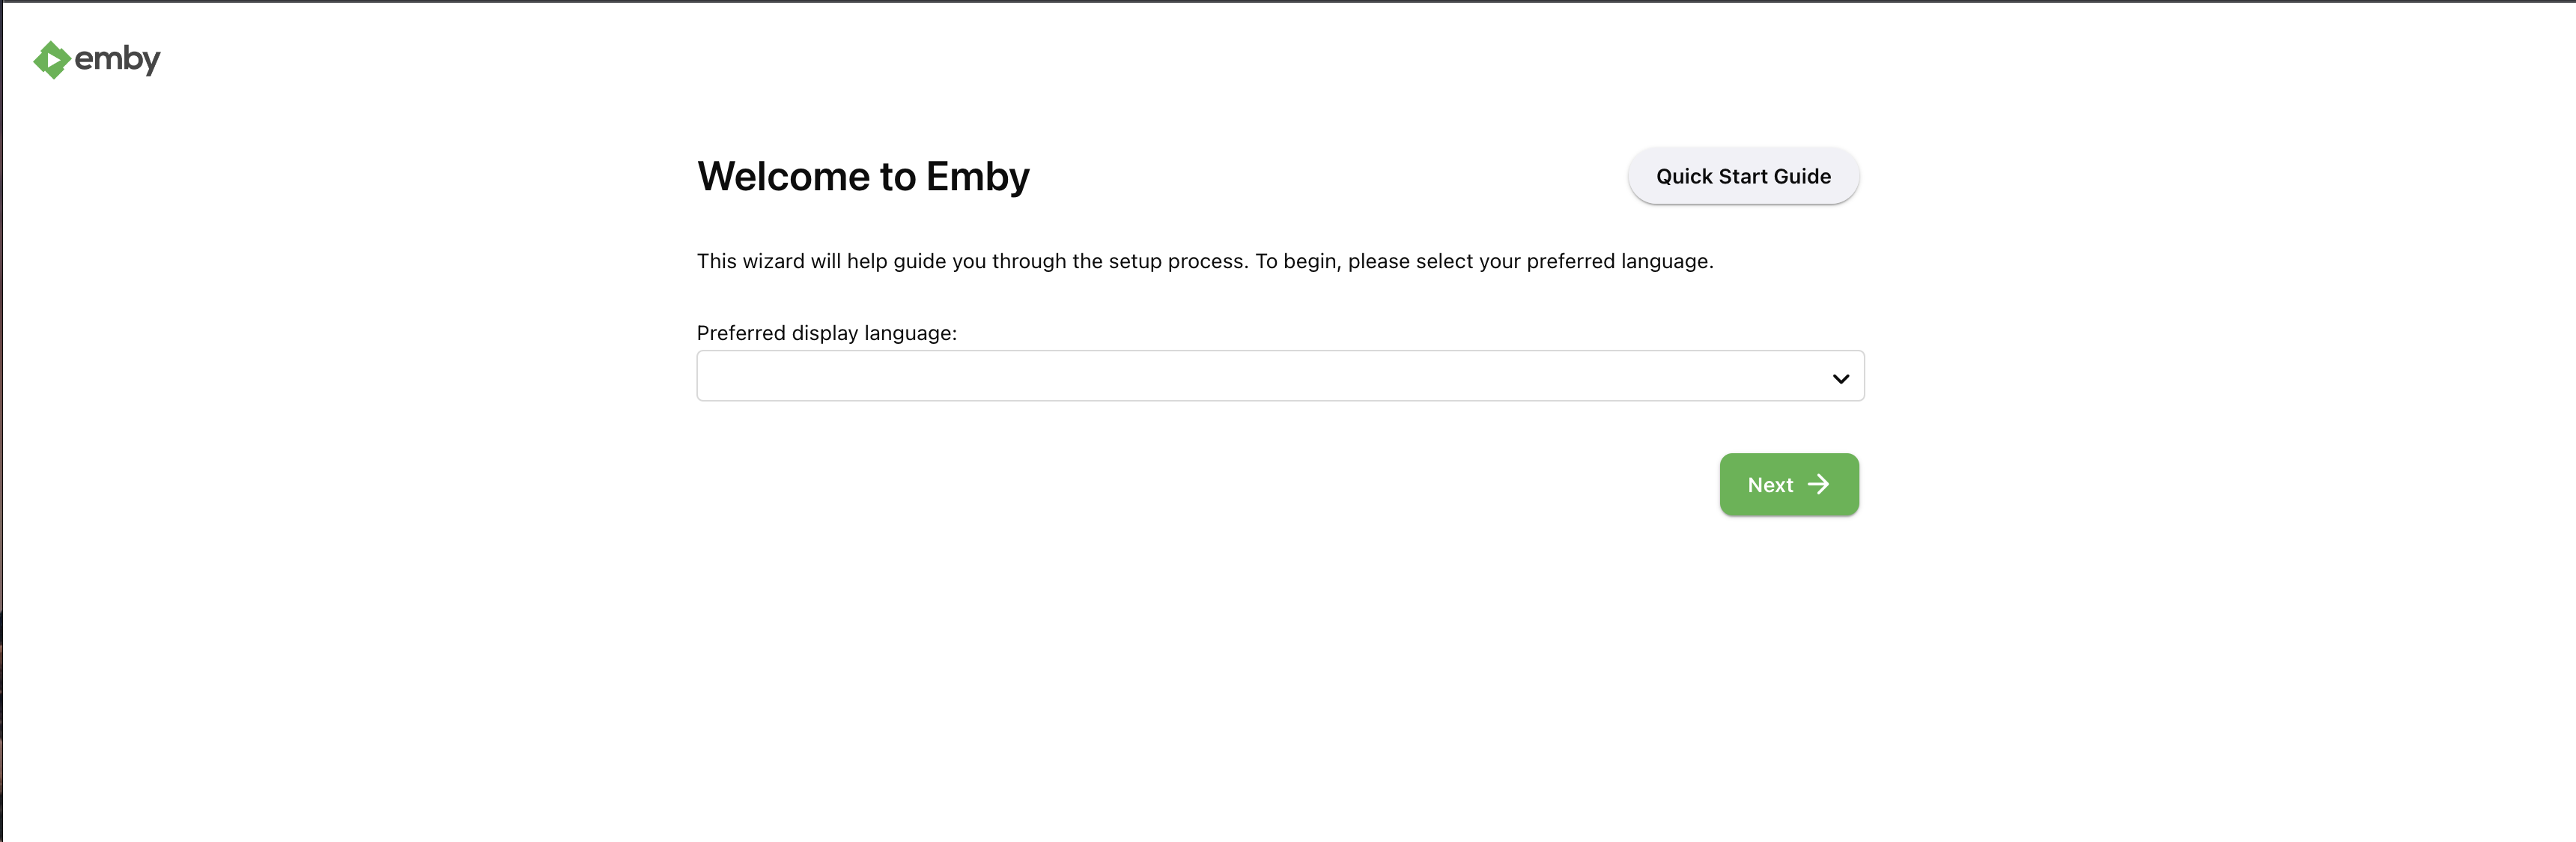 emby
Welcome to Emby
Quick Start Guide
This wizard will help guide you through the setup process. To begin, please select your preferred language.
Preferred display language:
Next